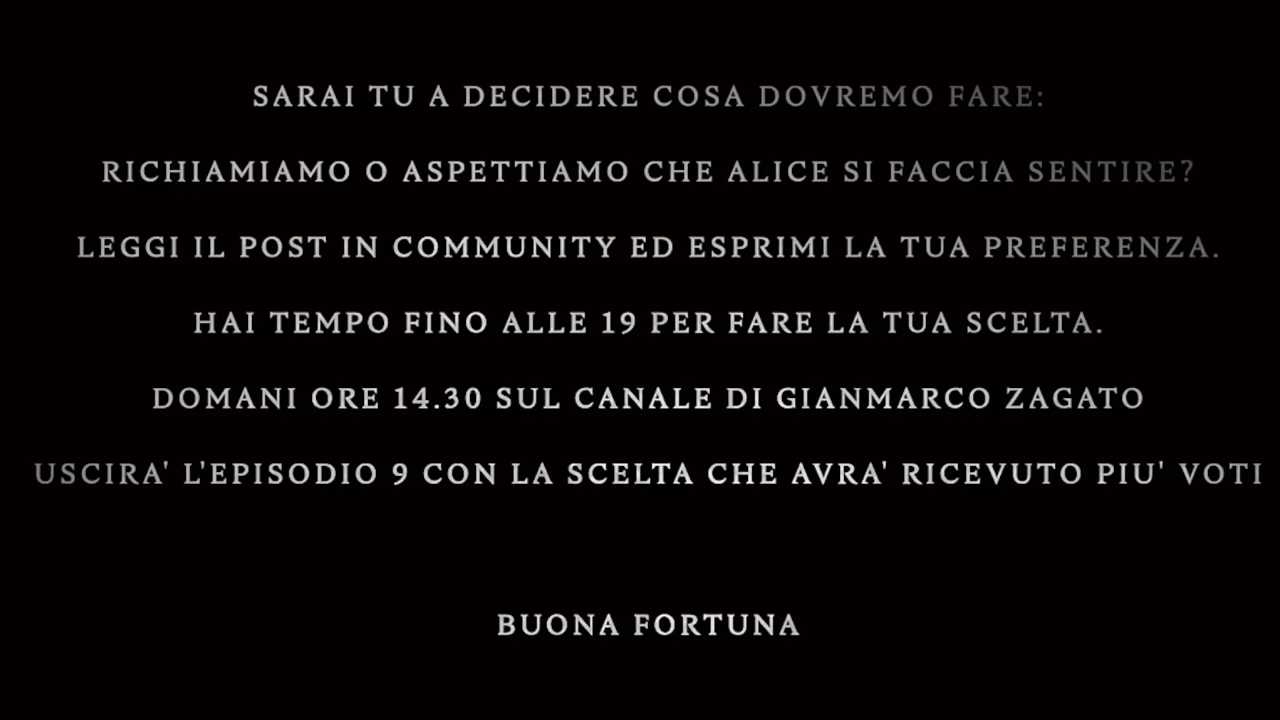 SARAI TU A DECIDERE COSA DOVREMO FARE:
RICHIAMIAMO O ASPETTIAMO CHE ALICE SI FACCIA SENTIRE?
LEGGI IL POST IN COMMUNITY ED ESPRIMI LA TUA PREFERENZA.
HAI TEMPO FINO ALLE 19 PER FARE LA TUA SCELTA.
DOMANI ORE 14.30 SUL CANALE DI GIANMARCO ZAGATO
USCIRA' L'EPISODIO 9 CON LA SCELTA CHE AVRA' RICEVUTO PIU' VOTI
BUONA FORTUNA